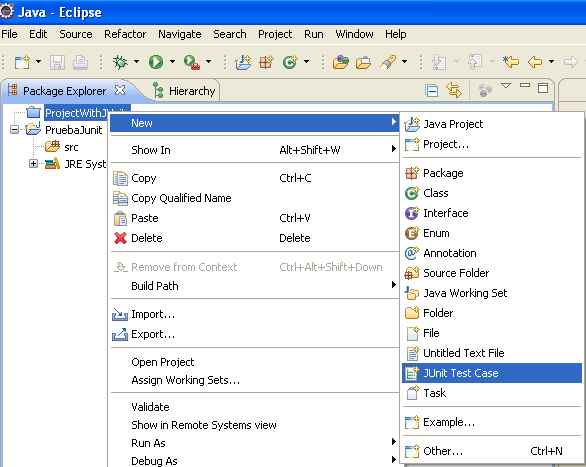 Java - Eclipse
File Edit Source Refactor Navigate Search Project Run Window Help
Package Explorer Hierarchy
ProjectWithJUnit
PruebaJunit
src
JRE Syst
New
Show In Alt+Shift+W
Copy Ctrl+C
Copy Qualified Name
Paste Ctrl+V
Delete Delete
Remove from Context Ctrl+Alt+Shift+Down
Build Path
Import...
Export...
Open Project
Assign Working Sets...
Validate
Show in Remote Systems view
Run As
Debug As
Java Project
Project...
Package
Class
Interface
Enum
Annotation
Source Folder
Java Working Set
Folder
File
Untitled Text File
JUnit Test Case
Task
Example...
Other... Ctrl+N